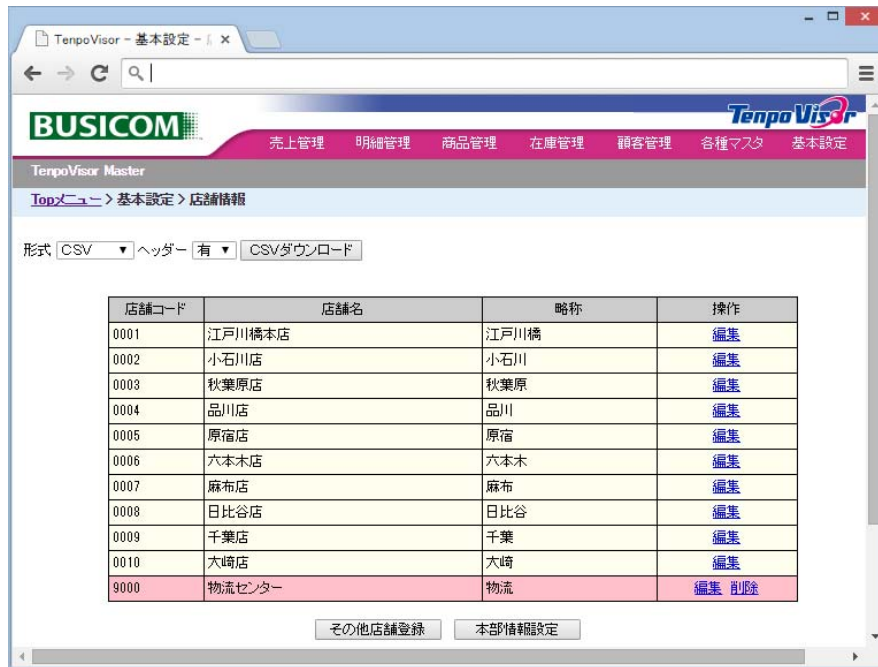 TenpoVisor - 基本設定 -
BUSICOM
Tenpo Visor
売上管理 明細管理 商品管理 在庫管理 顧客管理 各種マスタ 基本設定
TenpoVisor Master
Topメニュー > 基本設定 > 店舗情報
形式 CSV ヘッダー 有 CSVダウンロード
店舗コード 店舗名 略称 操作
0001 江戸川橋本店 江戸川橋 編集
0002 小石川店 小石川 編集
0003 秋葉原店 秋葉原 編集
0004 品川店 品川 編集
0005 原宿店 原宿 編集
0006 六本木店 六本木 編集
0007 麻布店 麻布 編集
0008 日比谷店 日比谷 編集
0009 千葉店 千葉 編集
0010 大崎店 大崎 編集
9000 物流センター 物流 編集 削除
その他店舗登録 本部情報設定